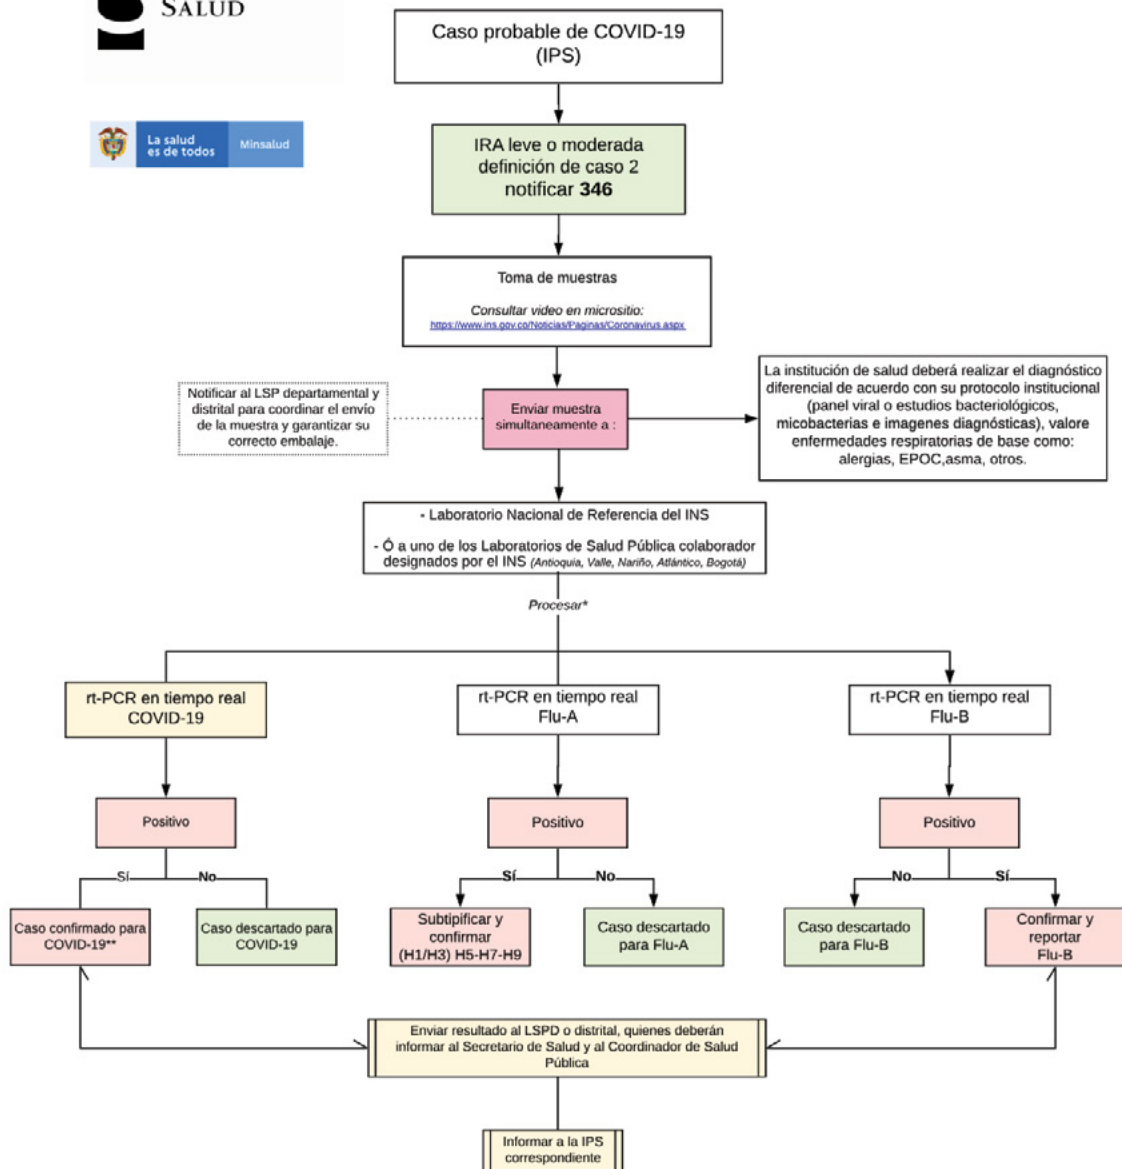 SALUD
La salud
es de todos
Minsalud
Caso probable de COVID-19
(IPS)
IRA leve o moderada
definición de caso 2
notificar 346
Toma de muestras
Consultar video en micrositio:
https://www.ins.gov.co/Noticias/Paginas/Coronavirus.aspx
Notificar al LSP departamental y
distrital para coordinar el envío
de la muestra y garantizar su
correcto embalaje.
Enviar muestra
simultaneamente a :
La institución de salud deberá realizar el diagnóstico
diferencial de acuerdo con su protocolo institucional
(panel viral o estudios bacteriológicos,
micobacterias e imagenes diagnósticas), valore
enfermedades respiratorias de base como:
alergias, EPOC,asma, otros.
- Laboratorio Nacional de Referencia del INS
- Ó a uno de los Laboratorios de Salud Pública colaborador
designados por el INS (Antioquia, Valle, Nariño, Atlántico, Bogotá)
Procesar*
rt-PCR en tiempo real
COVID-19
rt-PCR en tiempo real
Flu-A
rt-PCR en tiempo real
Flu-B
Positivo
Positivo
Positivo
Sí
No
Sí
No
No
Sí
Caso confirmado para
COVID-19**
Caso descartado para
COVID-19
Subtipificar y
confirmar
(H1/H3) H5-H7-H9
Caso descartado
para Flu-A
Caso descartado
para Flu-B
Confirmar y
reportar
Flu-B
Enviar resultado al LSPD o distrital, quienes deberán
informar al Secretario de Salud y al Coordinador de Salud
Pública
Informar a la IPS
correspondiente